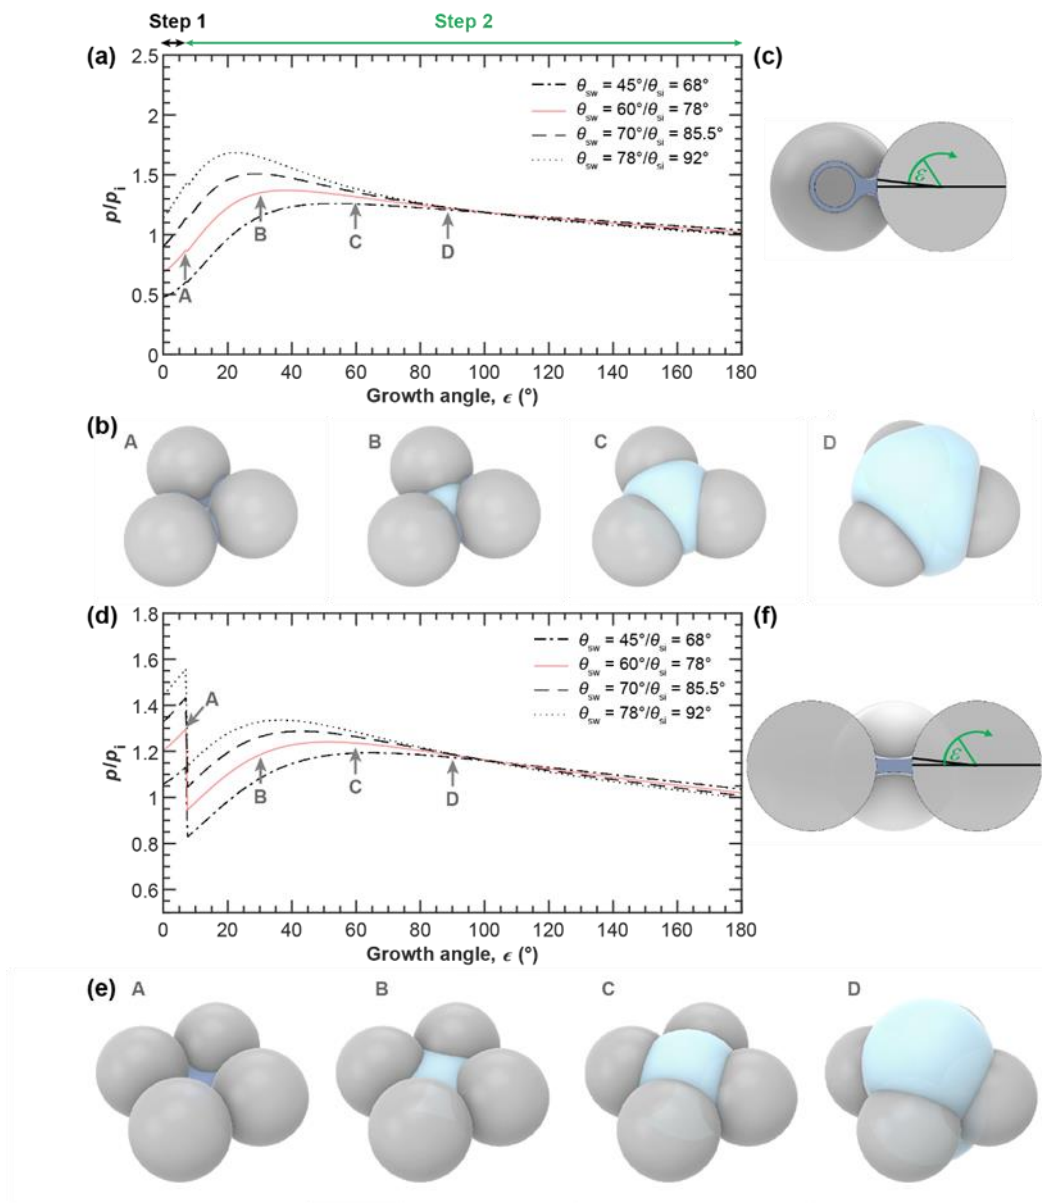 Step 1
Step 2
(a)
2.5
2
1.5
1
0.5
0
p/pᵢ
θsw = 45°/θsi = 68°
θsw = 60°/θsi = 78°
θsw = 70°/θsi = 85.5°
θsw = 78°/θsi = 92°
A
B
C
D
0 20 40 60 80 100 120 140 160 180
Growth angle, ϵ (°)
(c)
ε
(b)
A
B
C
D
(d)
1.8
1.6
1.4
1.2
1
0.8
0.6
p/pᵢ
θsw = 45°/θsi = 68°
θsw = 60°/θsi = 78°
θsw = 70°/θsi = 85.5°
θsw = 78°/θsi = 92°
A
B
C
D
0 20 40 60 80 100 120 140 160 180
Growth angle, ϵ (°)
(f)
ε
(e)
A
B
C
D